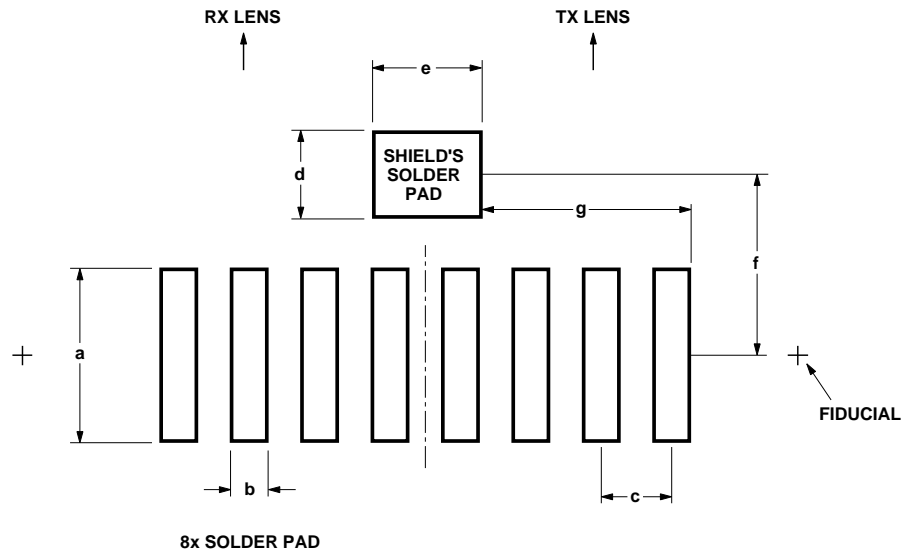 RX LENS
TX LENS
e
d
SHIELD'S
SOLDER
PAD
g
f
a
FIDUCIAL
b
c
8x SOLDER PAD